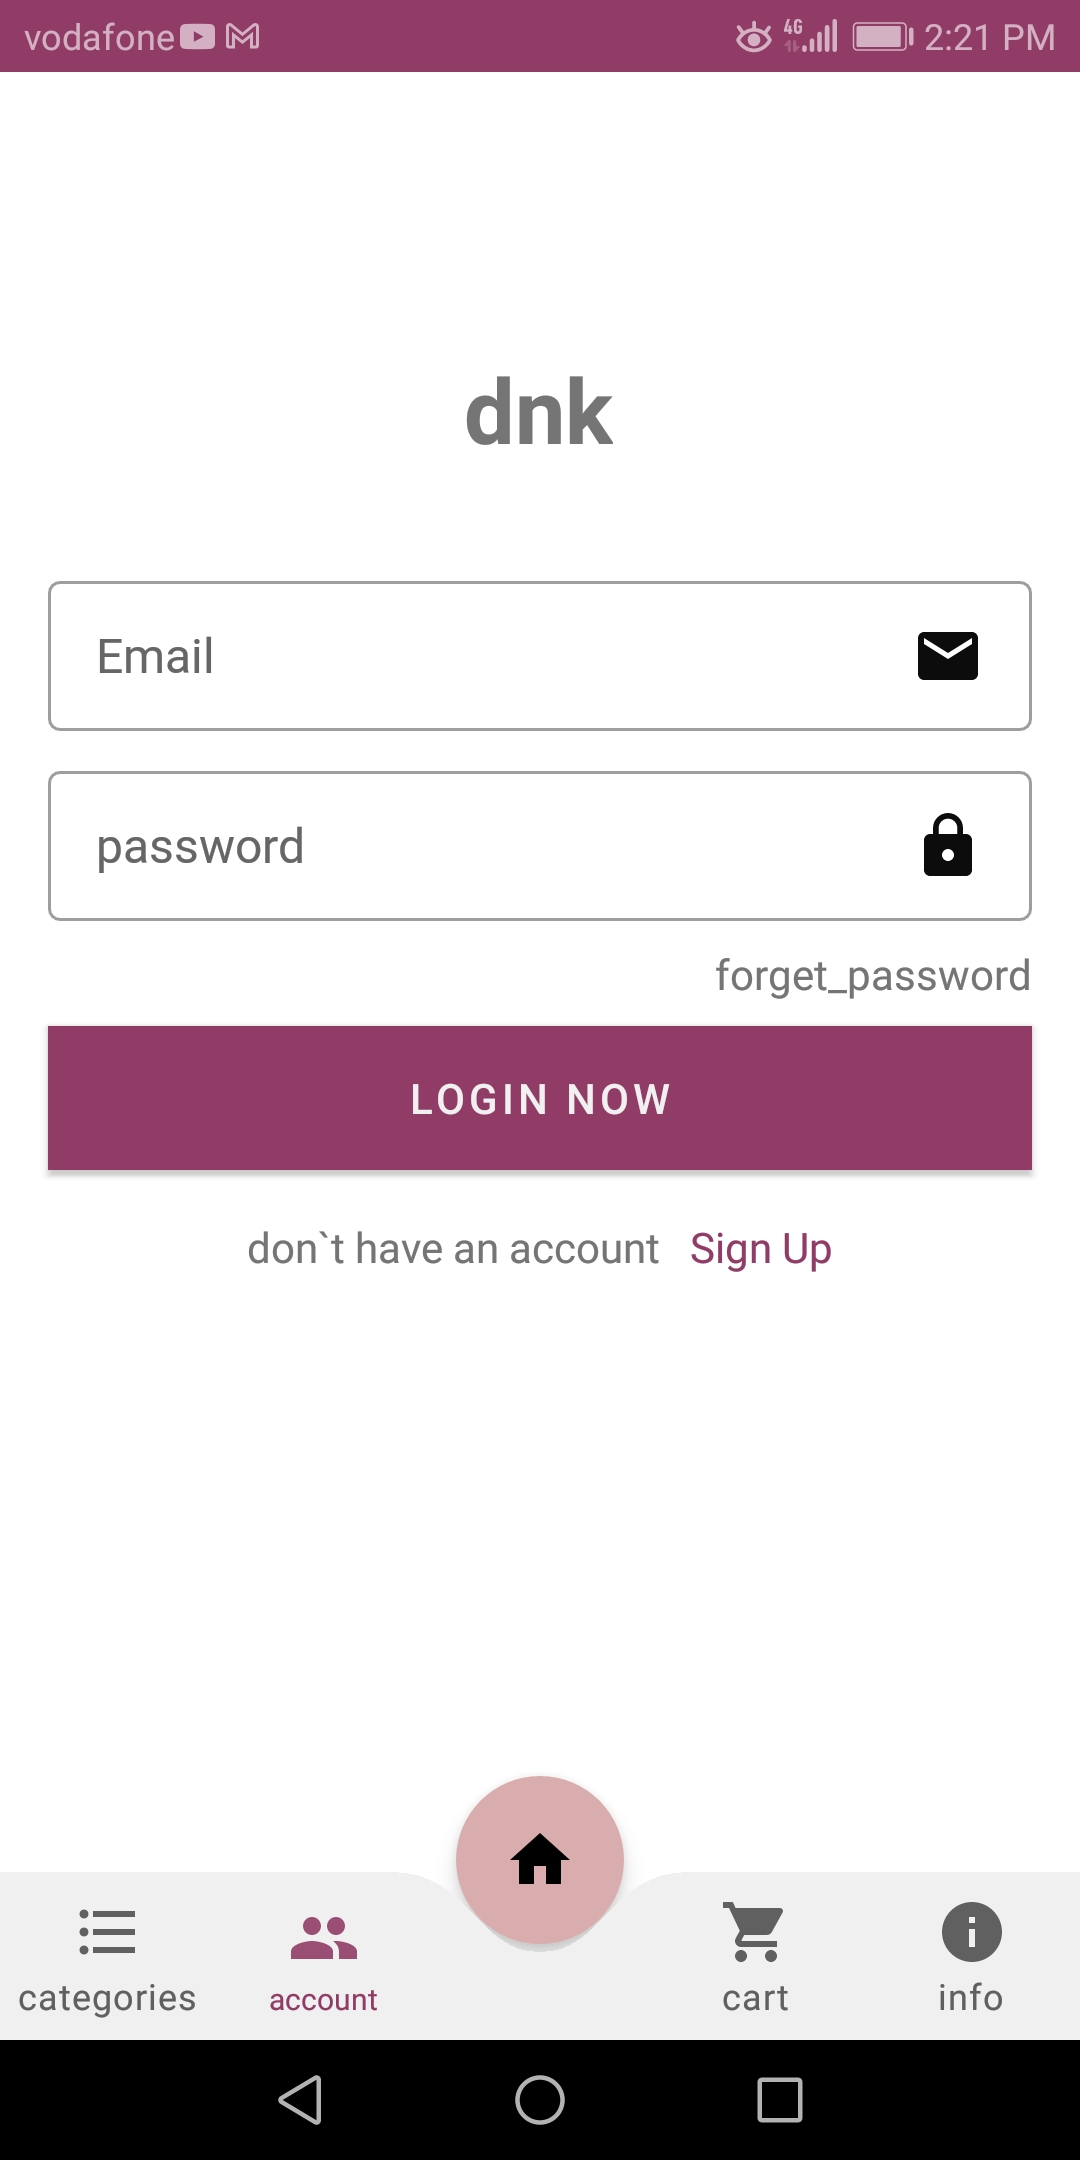 vodafone 4G 2:21 PM
dnk
Email
password
forget_password
LOGIN NOW
don`t have an account Sign Up
categories account cart info